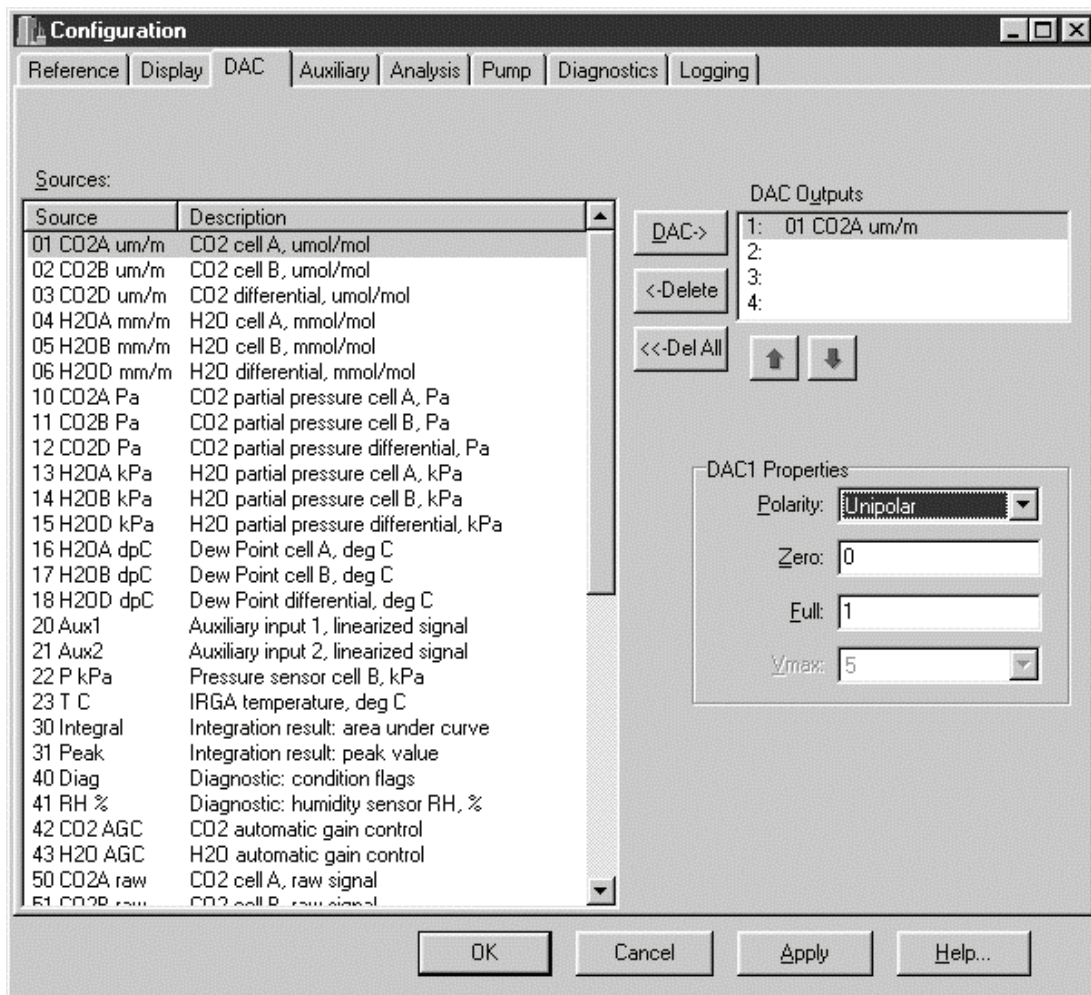 Configuration
Reference Display DAC Auxiliary Analysis Pump Diagnostics Logging
Sources:
Source Description
01 CO2A um/m CO2 cell A, umol/mol
02 CO2B um/m CO2 cell B, umol/mol
03 CO2D um/m CO2 differential, umol/mol
04 H2OA mm/m H2O cell A, mmol/mol
05 H2OB mm/m H2O cell B, mmol/mol
06 H2OD mm/m H2O differential, mmol/mol
10 CO2A Pa CO2 partial pressure cell A, Pa
11 CO2B Pa CO2 partial pressure cell B, Pa
12 CO2D Pa CO2 partial pressure differential, Pa
13 H2OA kPa H2O partial pressure cell A, kPa
14 H2OB kPa H2O partial pressure cell B, kPa
15 H2OD kPa H2O partial pressure differential, kPa
16 H2OA dpC Dew Point cell A, deg C
17 H2OB dpC Dew Point cell B, deg C
18 H2OD dpC Dew Point differential, deg C
20 Aux1 Auxiliary input 1, linearized signal
21 Aux2 Auxiliary input 2, linearized signal
22 P kPa Pressure sensor cell B, kPa
23 T C IRGA temperature, deg C
30 Integral Integration result: area under curve
31 Peak Integration result: peak value
40 Diag Diagnostic: condition flags
41 RH % Diagnostic: humidity sensor RH, %
42 CO2 AGC CO2 automatic gain control
43 H2O AGC H2O automatic gain control
50 CO2A raw CO2 cell A, raw signal
51 CO2B raw CO2 cell B, raw signal
DAC->
<-Delete
<<-Del All
DAC Outputs
1: 01 CO2A um/m
2:
3:
4:
DAC1 Properties
Polarity: Unipolar
Zero: 0
Full: 1
Vmax: 5
OK Cancel Apply Help...